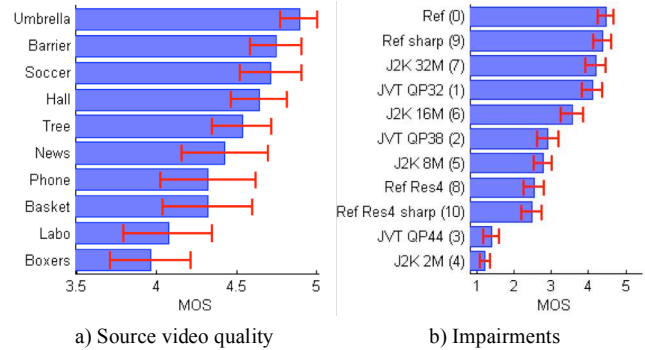 Umbrella
Barrier
Soccer
Hall
Tree
News
Phone
Basket
Labo
Boxers
3.5 4 4.5 5
MOS
a) Source video quality
Ref (0)
Ref sharp (9)
J2K 32M (7)
JVT QP32 (1)
J2K 16M (6)
JVT QP38 (2)
J2K 8M (5)
Ref Res4 (8)
Ref Res4 sharp (10)
JVT QP44 (3)
J2K 2M (4)
1 2 3 4 5
MOS
b) Impairments